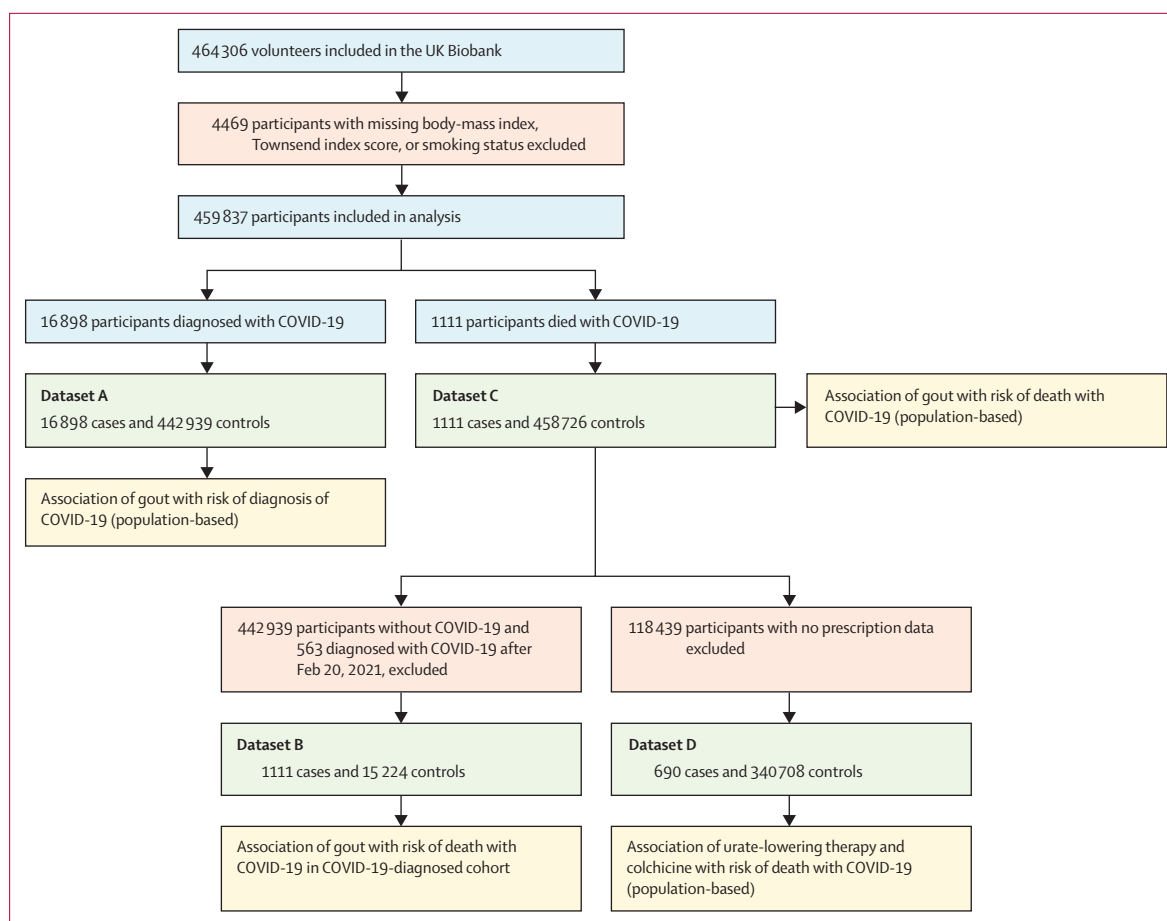 464 306 volunteers included in the UK Biobank
4469 participants with missing body-mass index,
Townsend index score, or smoking status excluded
459 837 participants included in analysis
16 898 participants diagnosed with COVID-19
1111 participants died with COVID-19
Dataset A
16 898 cases and 442 939 controls
Dataset C
1111 cases and 458 726 controls
Association of gout with risk of death with
COVID-19 (population-based)
Association of gout with risk of diagnosis of
COVID-19 (population-based)
442 939 participants without COVID-19 and
563 diagnosed with COVID-19 after
Feb 20, 2021, excluded
118 439 participants with no prescription data
excluded
Dataset B
1111 cases and 15 224 controls
Dataset D
690 cases and 340 708 controls
Association of gout with risk of death with
COVID-19 in COVID-19-diagnosed cohort
Association of urate-lowering therapy and
colchicine with risk of death with COVID-19
(population-based)